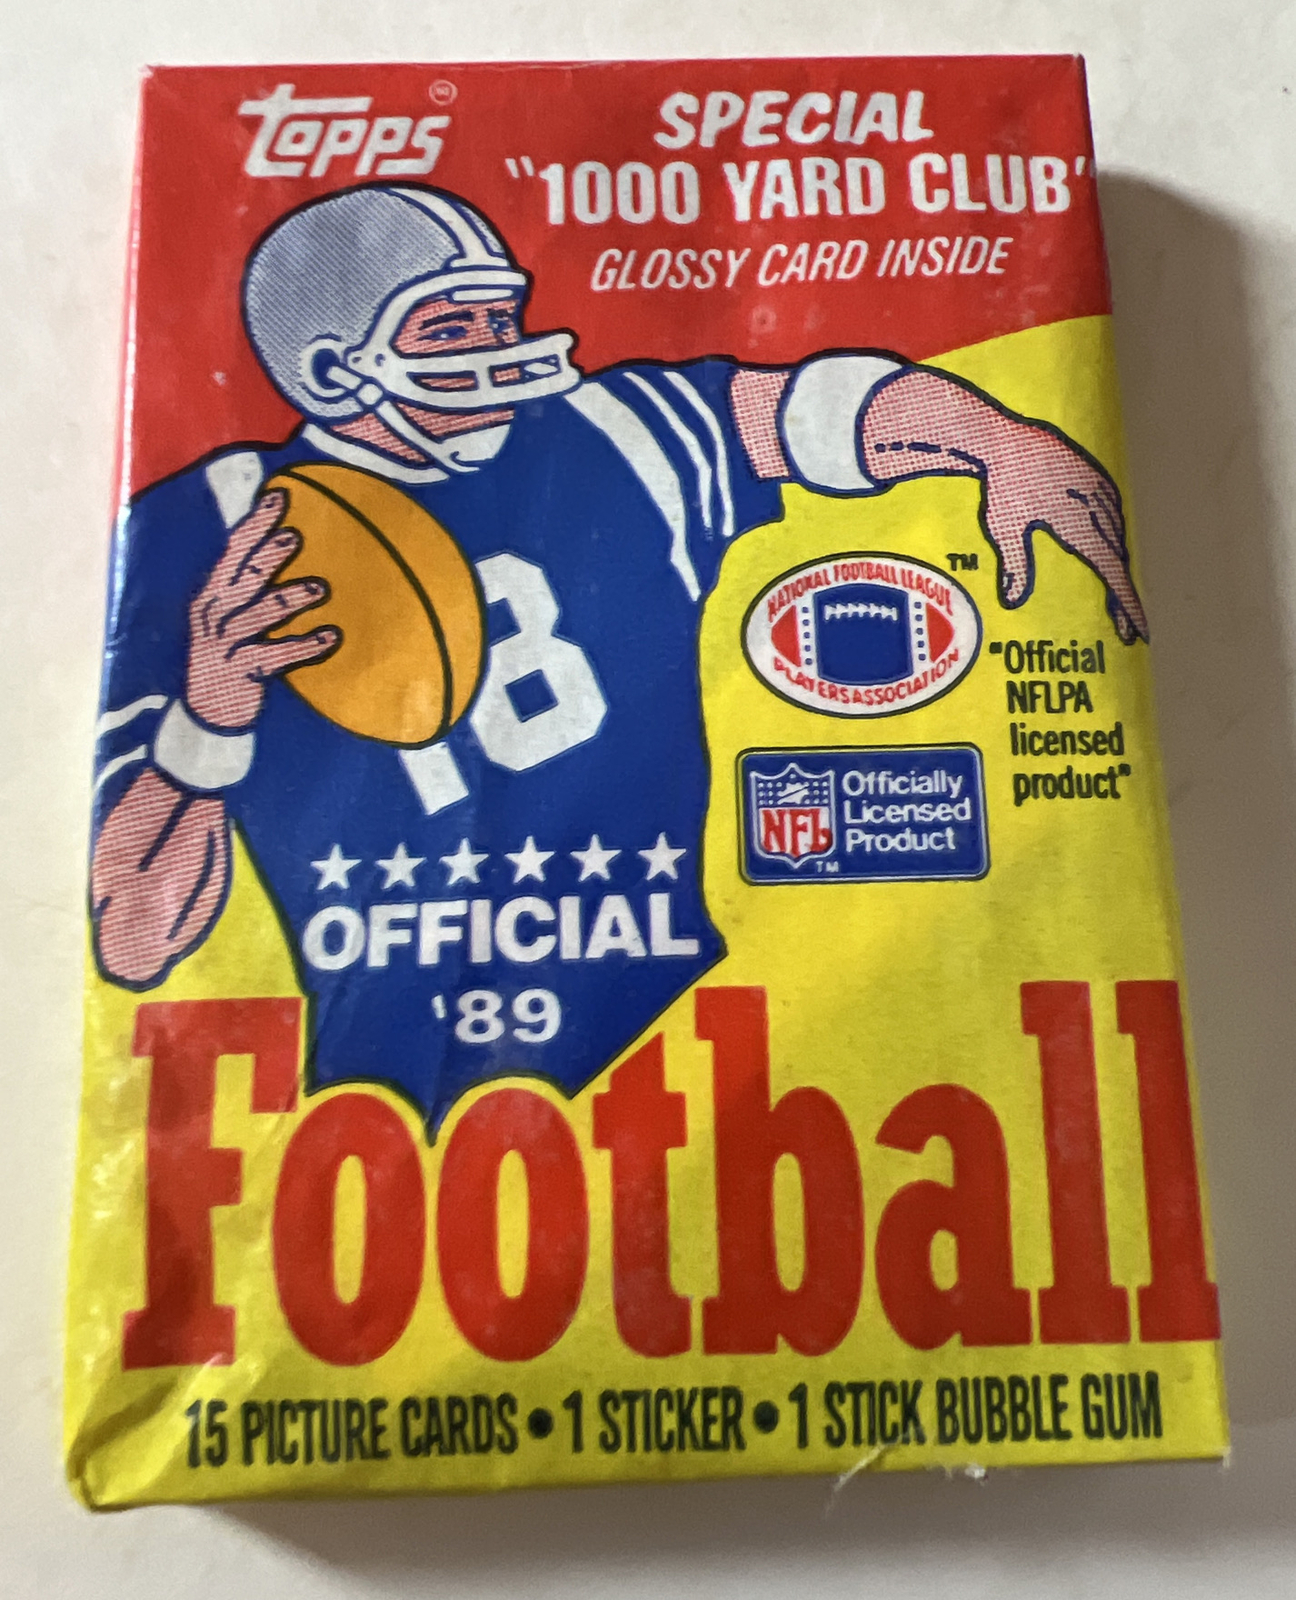 Topps
SPECIAL
"1000 YARD CLUB"
GLOSSY CARD INSIDE
18
NATIONAL FOOTBALL LEAGUE
PLAYERS ASSOCIATION
TM
"Official
NFLPA
licensed
product"
NFL
TM
Officially
Licensed
Product
OFFICIAL
'89
Football
15 PICTURE CARDS • 1 STICKER • 1 STICK BUBBLE GUM